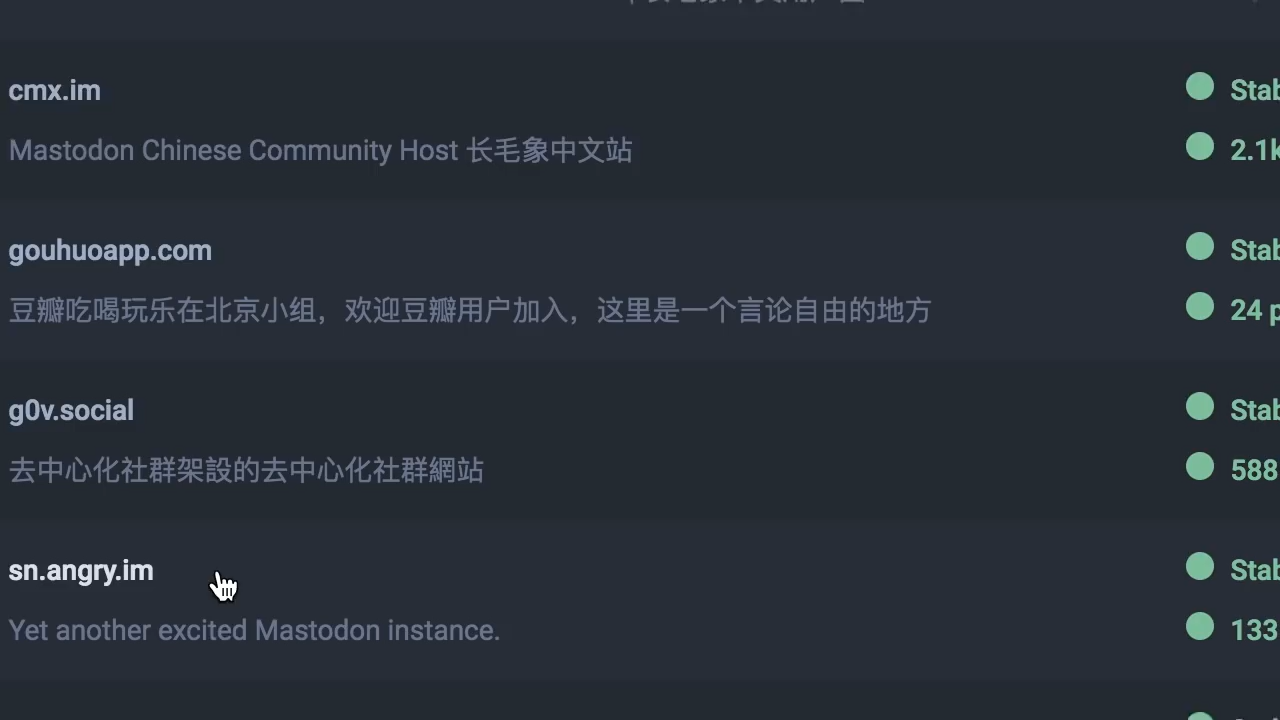 cmx.im
Stab
Mastodon Chinese Community Host 长毛象中文站
2.1k
gouhuoapp.com
Stab
豆瓣吃喝玩乐在北京小组，欢迎豆瓣用户加入，这里是一个言论自由的地方
24 p
g0v.social
Stab
去中心化社群架設的去中心化社群網站
588
sn.angry.im
Stab
Yet another excited Mastodon instance.
133